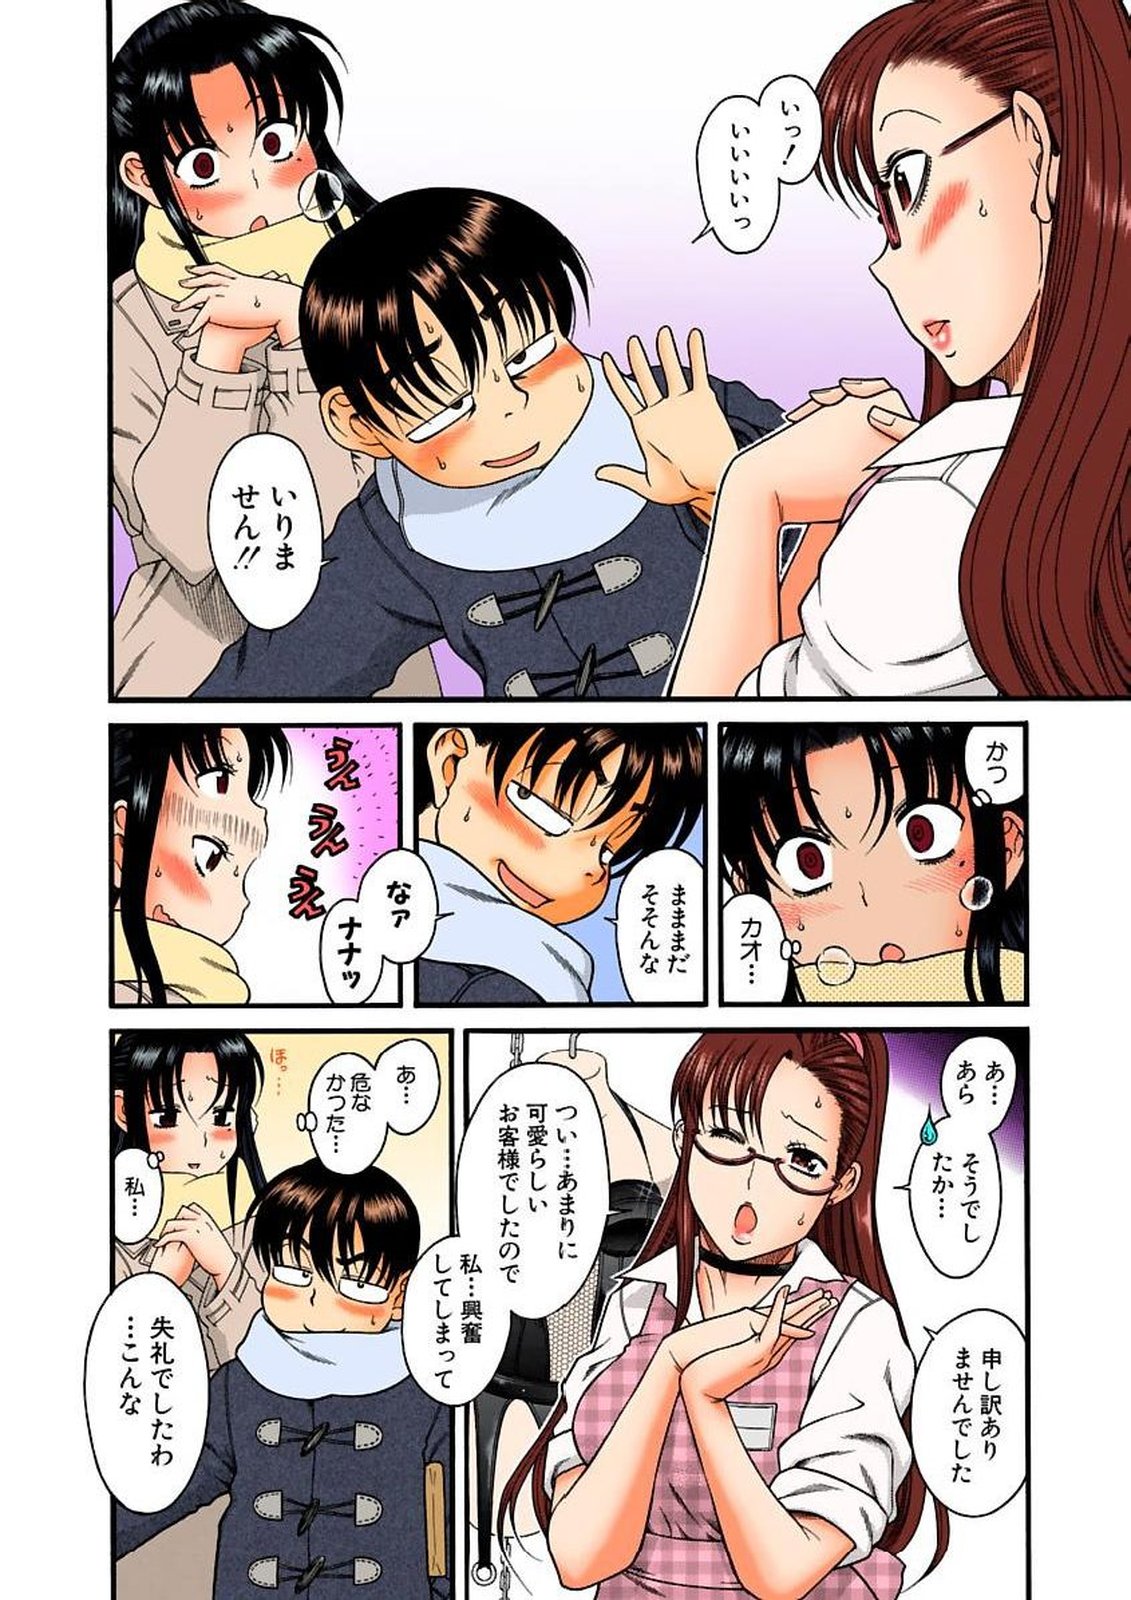 いっ!
いいいいっ
いりま
せん!!
かっ
カオ…
まままだ
そそんな
なァ
ナナッ
うん
うん
うん
あ…
あら
そうでし
たか…
申し訳あり
ませんでした
つい…あまりに
可愛らしい
お客様でしたので
私…興奮
してしまって
あ…
危な
かった…
ほっ…
私…
失礼でしたわ
…こんな